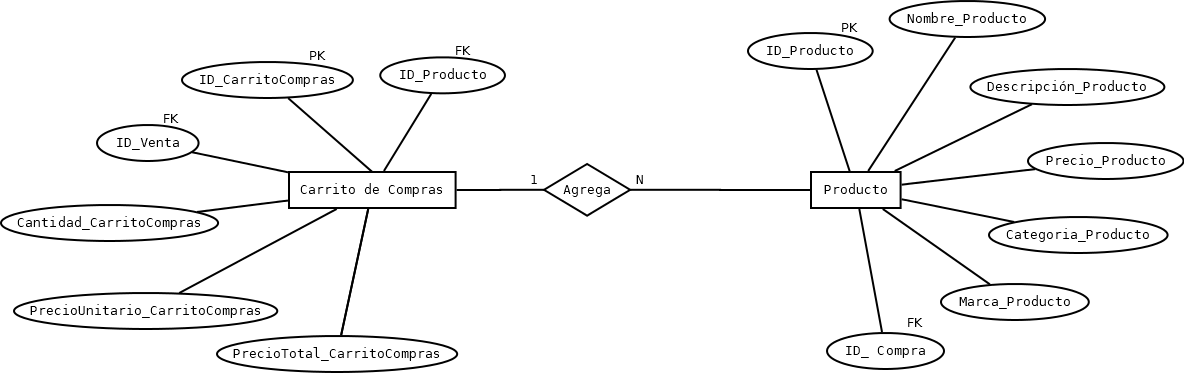 Nombre_Producto
PK
ID_Producto
FK
ID_Producto
PK
ID_CarritoCompras
Descripción_Producto
FK
ID_Venta
Precio_Producto
Carrito de Compras
1
Agrega
N
Producto
Cantidad_CarritoCompras
Categoria_Producto
Marca_Producto
PrecioUnitario_CarritoCompras
FK
ID_ Compra
PrecioTotal_CarritoCompras